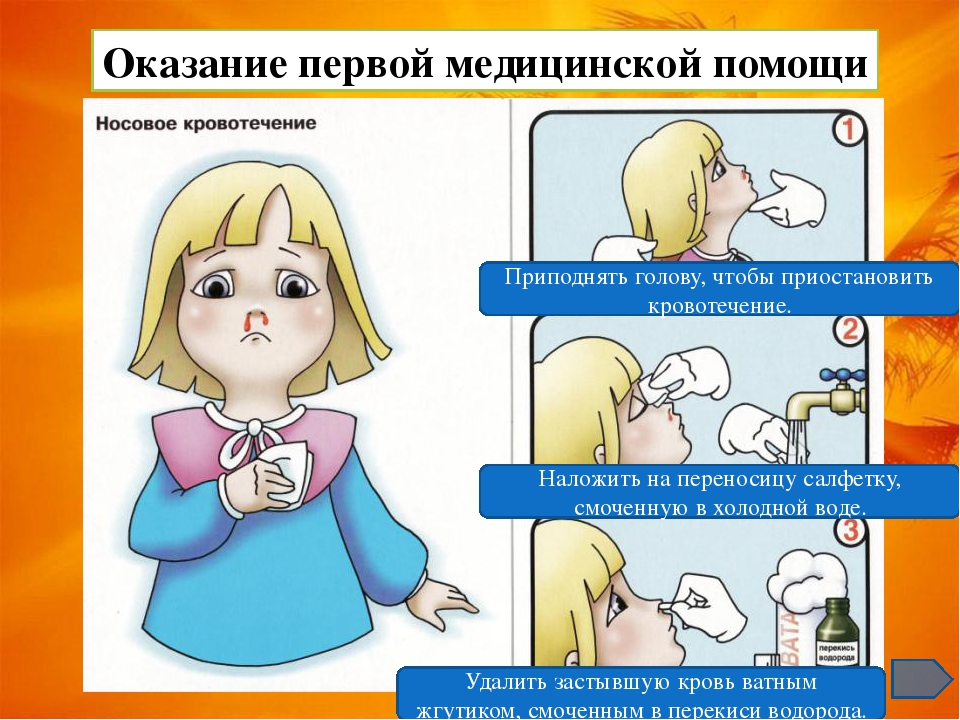 Оказание первой медицинской помощи
Носовое кровотечение
1
Приподнять голову, чтобы приостановить
кровотечение.
2
Наложить на переносицу салфетку,
смоченную в холодной воде.
3
ВАТА
перекись
водорода
Удалить застывшую кровь ватным
жгутиком, смоченным в перекиси водорода.